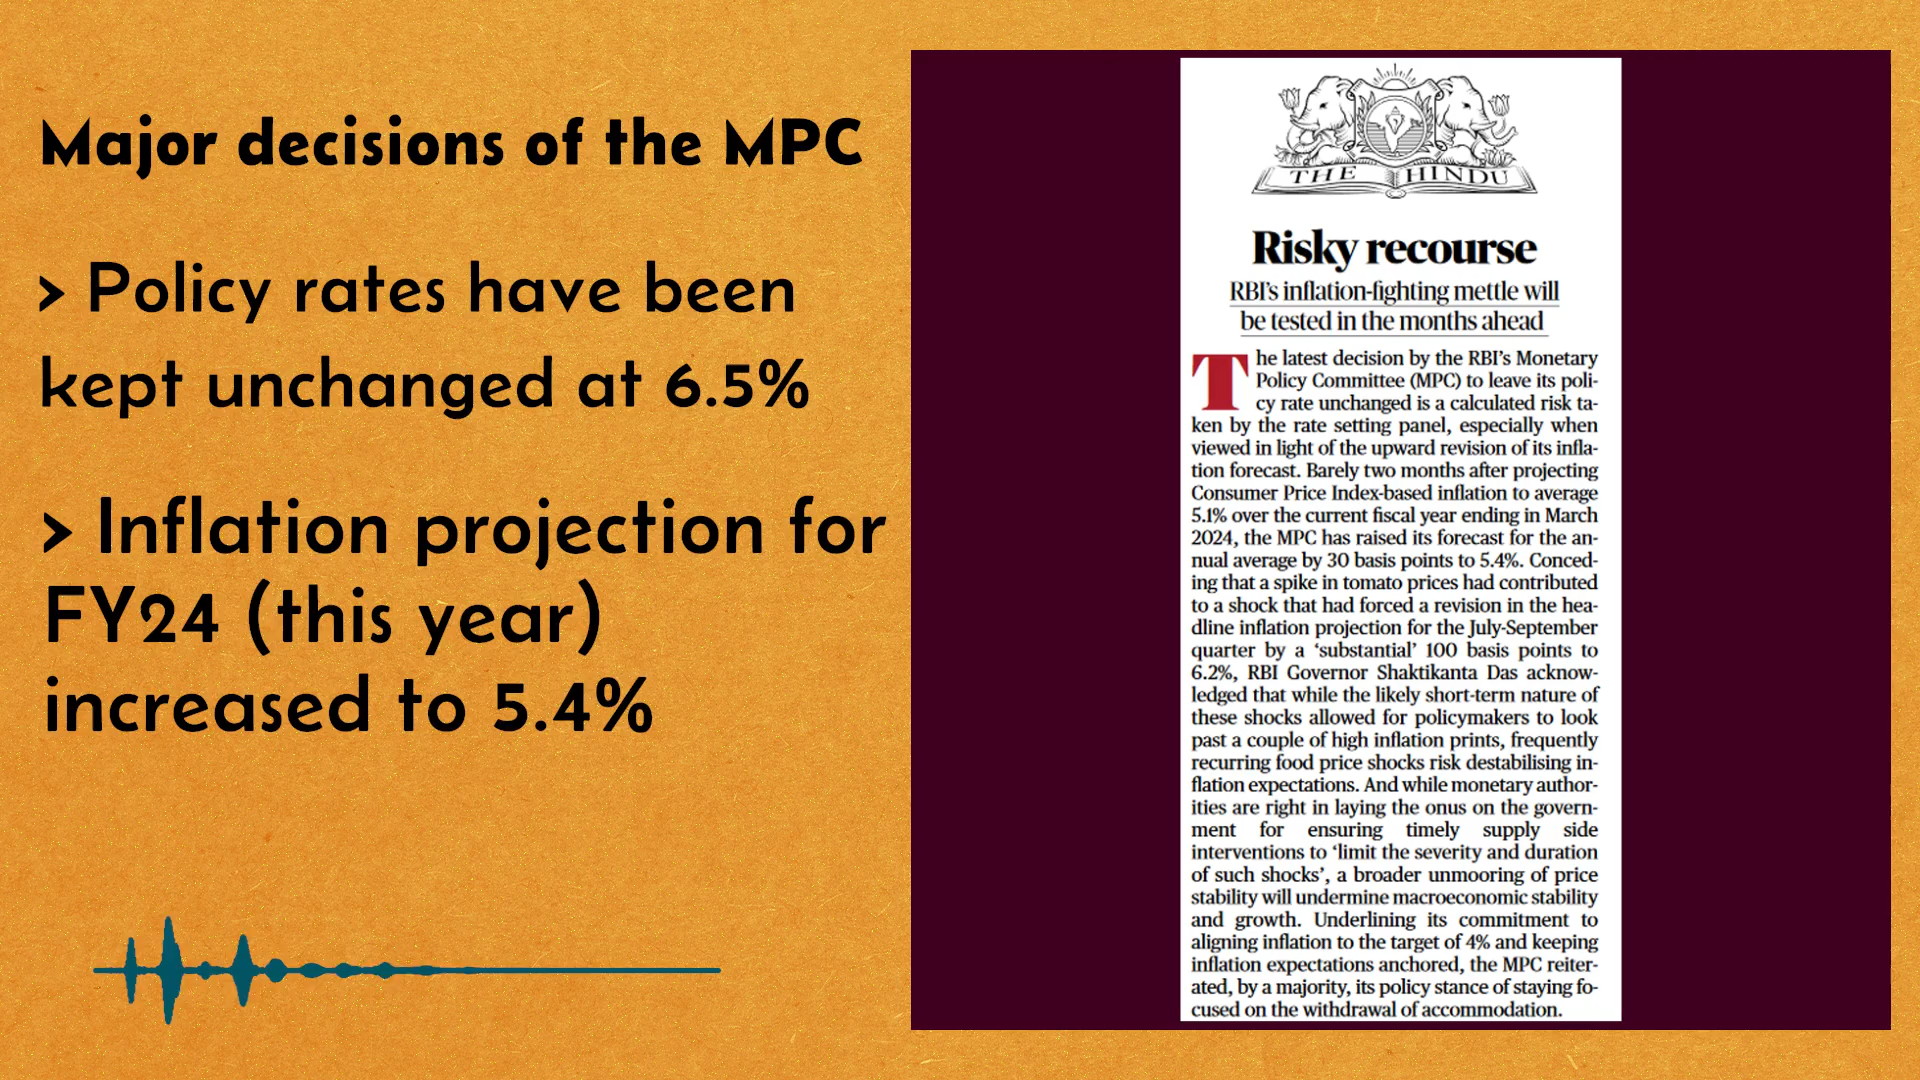 Major decisions of the MPC
> Policy rates have been
kept unchanged at 6.5%
> Inflation projection for
FY24 (this year)
increased to 5.4%
THE HINDU
Risky recourse
RBI's inflation-fighting mettle will
be tested in the months ahead
The latest decision by the RBI's Monetary
Policy Committee (MPC) to leave its poli-
cy rate unchanged is a calculated risk ta-
ken by the rate setting panel, especially when
viewed in light of the upward revision of its infla-
tion forecast. Barely two months after projecting
Consumer Price Index-based inflation to average
5.1% over the current fiscal year ending in March
2024, the MPC has raised its forecast for the an-
nual average by 30 basis points to 5.4%. Conced-
ing that a spike in tomato prices had contributed
to a shock that had forced a revision in the hea-
dline inflation projection for the July-September
quarter by a ‘substantial’ 100 basis points to
6.2%, RBI Governor Shaktikanta Das acknow-
ledged that while the likely short-term nature of
these shocks allowed for policymakers to look
past a couple of high inflation prints, frequently
recurring food price shocks risk destabilising in-
flation expectations. And while monetary author-
ities are right in laying the onus on the govern-
ment for ensuring timely supply side
interventions to ‘limit the severity and duration
of such shocks’, a broader unmooring of price
stability will undermine macroeconomic stability
and growth. Underlining its commitment to
aligning inflation to the target of 4% and keeping
inflation expectations anchored, the MPC reiter-
ated, by a majority, its policy stance of staying fo-
cused on the withdrawal of accommodation.